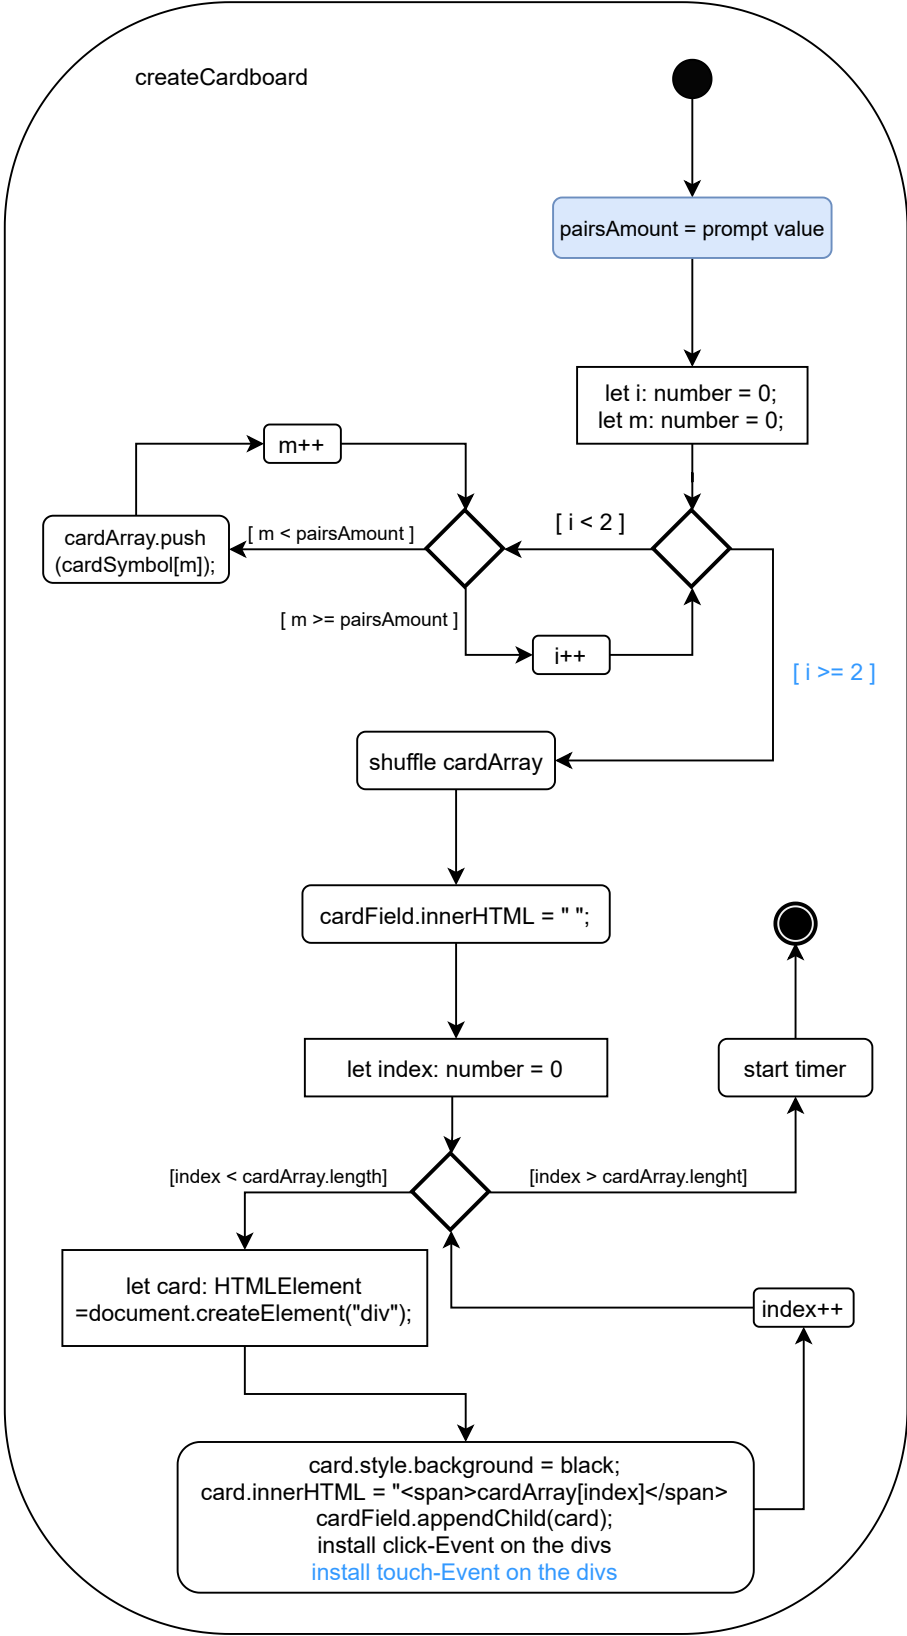 createCardboard
pairsAmount = prompt value
let i: number = 0;
let m: number = 0;
m++
[ i < 2 ]
[ m < pairsAmount ]
cardArray.push
(cardSymbol[m]);
[ m >= pairsAmount ]
i++
[ i >= 2 ]
shuffle cardArray
cardField.innerHTML = " ";
let index: number = 0
start timer
[index < cardArray.length]
[index > cardArray.lenght]
let card: HTMLElement
=document.createElement("div");
index++
card.style.background = black;
card.innerHTML = "<span>cardArray[index]</span>
cardField.appendChild(card);
install click-Event on the divs
install touch-Event on the divs